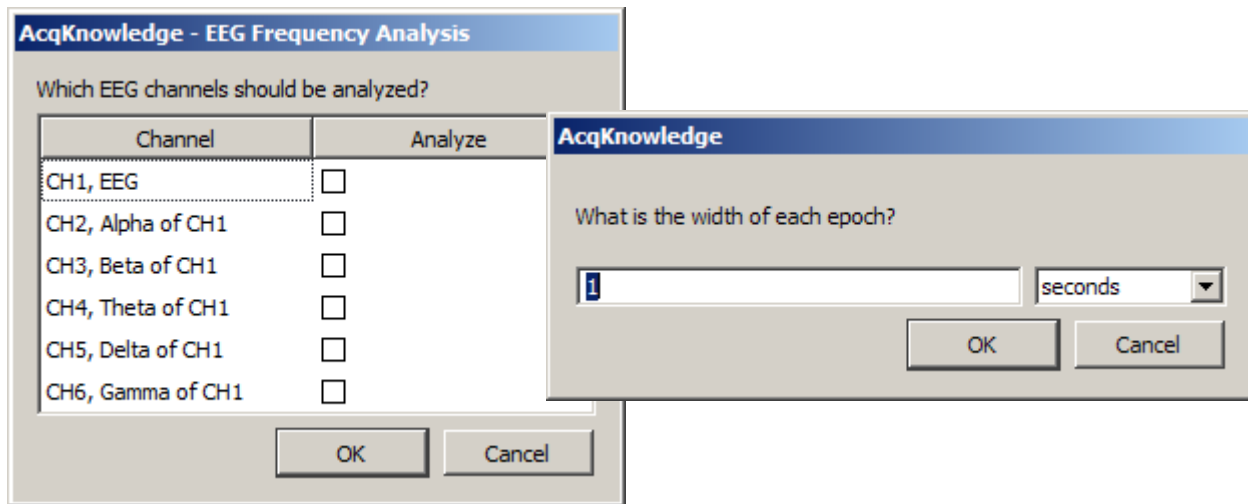 AcqKnowledge - EEG Frequency Analysis
Which EEG channels should be analyzed?
Channel Analyze
CH1, EEG
CH2, Alpha of CH1
CH3, Beta of CH1
CH4, Theta of CH1
CH5, Delta of CH1
CH6, Gamma of CH1
OK Cancel
AcqKnowledge
What is the width of each epoch?
1 seconds
OK Cancel